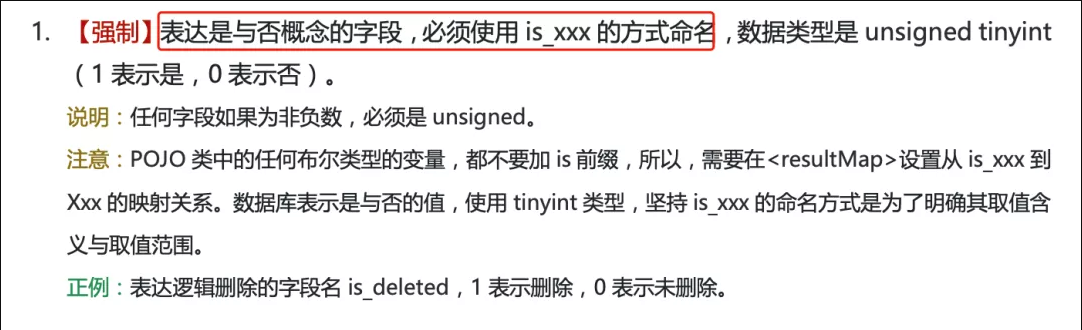 1. 【强制】表达是与否概念的字段，必须使用 is_xxx 的方式命名，数据类型是 unsigned tinyint
（1 表示是，0 表示否）。
说明：任何字段如果为非负数，必须是 unsigned。
注意：POJO 类中的任何布尔类型的变量，都不要加 is 前缀，所以，需要在<resultMap>设置从 is_xxx 到
Xxx 的映射关系。数据库表示是与否的值，使用 tinyint 类型，坚持 is_xxx 的命名方式是为了明确其取值含
义与取值范围。
正例：表达逻辑删除的字段名 is_deleted，1 表示删除，0 表示未删除。